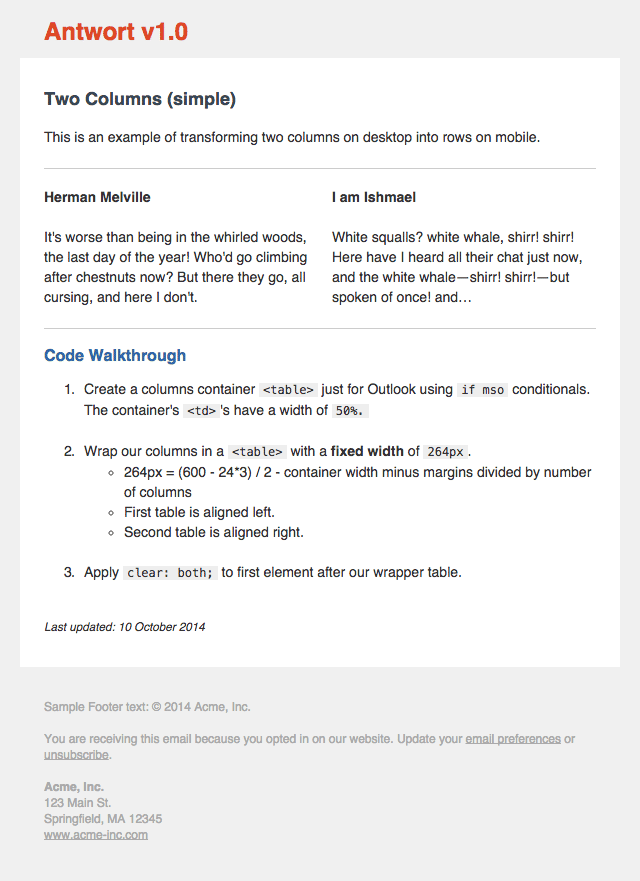 Antwort v1.0
Two Columns (simple)
This is an example of transforming two columns on desktop into rows on mobile.
Herman Melville
It's worse than being in the whirled woods,
the last day of the year! Who'd go climbing
after chestnuts now? But there they go, all
cursing, and here I don't.
I am Ishmael
White squalls? white whale, shirr! shirr!
Here have I heard all their chat just now,
and the white whale—shirr! shirr!—but
spoken of once! and…
Code Walkthrough
1. Create a columns container <table> just for Outlook using if mso conditionals.
The container's <td>'s have a width of 50%.
2. Wrap our columns in a <table> with a fixed width of 264px.
◦ 264px = (600 - 24*3) / 2 - container width minus margins divided by number
of columns
◦ First table is aligned left.
◦ Second table is aligned right.
3. Apply clear: both; to first element after our wrapper table.
Last updated: 10 October 2014
Sample Footer text: © 2014 Acme, Inc.
You are receiving this email because you opted in on our website. Update your email preferences or
unsubscribe.
Acme, Inc.
123 Main St.
Springfield, MA 12345
www.acme-inc.com